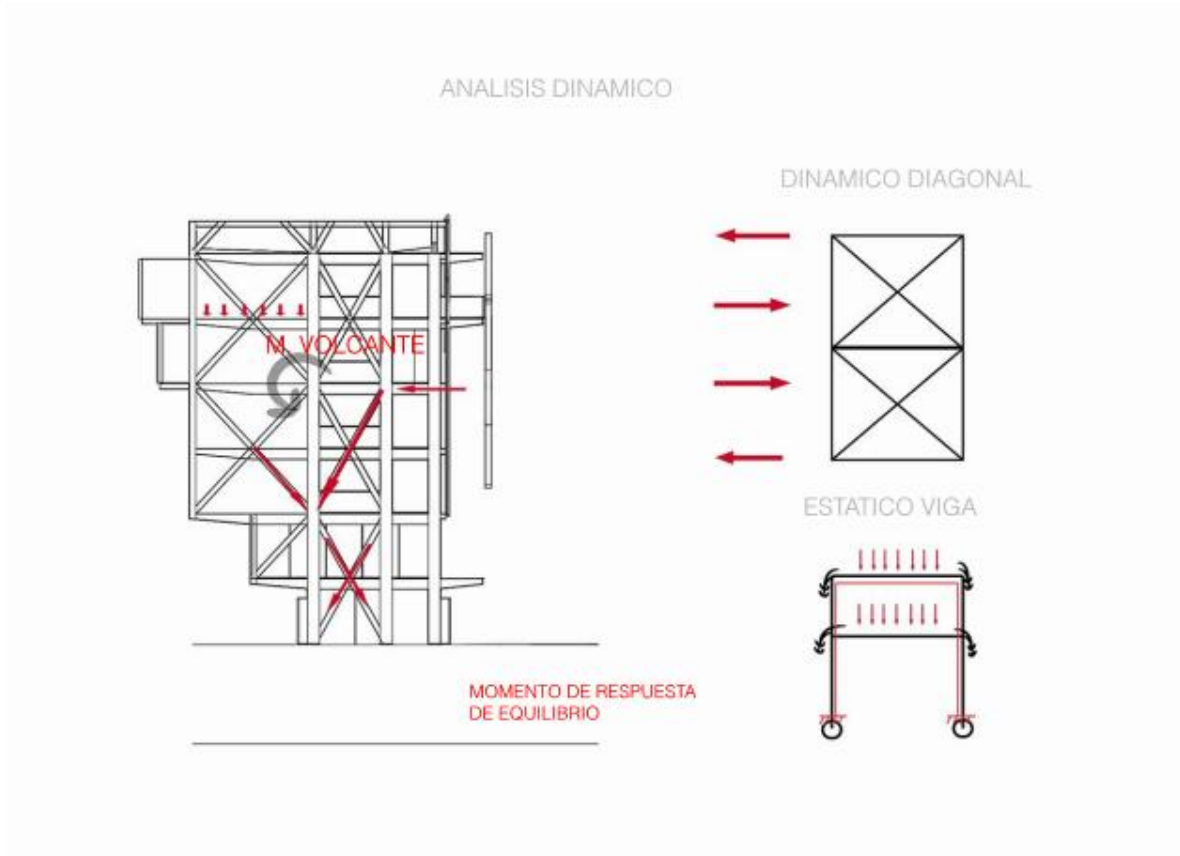 ANALISIS DINAMICO
DINAMICO DIAGONAL
M. VOLCANTE
ESTATICO VIGA
MOMENTO DE RESPUESTA
DE EQUILIBRIO